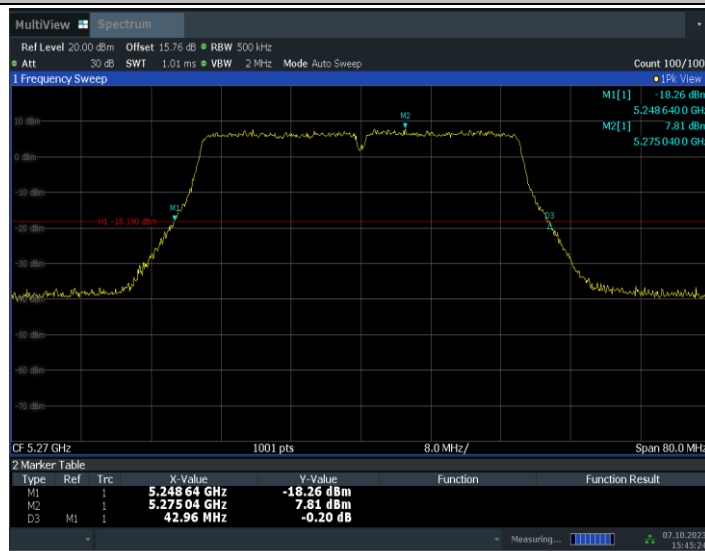 MultiView Spectrum
Ref Level 20.00 dBm Offset 15.76 dB RBW 500 kHz
Att 30 dB SWT 1.01 ms VBW 2 MHz Mode Auto Sweep Count 100/100
1 Frequency Sweep 1Pk View
M1[1] -18.26 dBm
5.248 640 0 GHz
M2[1] 7.81 dBm
5.275 040 0 GHz
M2
10 dBm
0 dBm
-10 dBm
M1
D3
H1 -18.190 dBm
-20 dBm
-30 dBm
-40 dBm
-50 dBm
-60 dBm
-70 dBm
CF 5.27 GHz 1001 pts 8.0 MHz/ Span 80.0 MHz
2 Marker Table
Type Ref Trc X-Value Y-Value Function Function Result
M1 1 5.248 64 GHz -18.26 dBm
M2 1 5.275 04 GHz 7.81 dBm
D3 M1 1 42.96 MHz -0.20 dB
Measuring... 07.10.2023
15:45:24